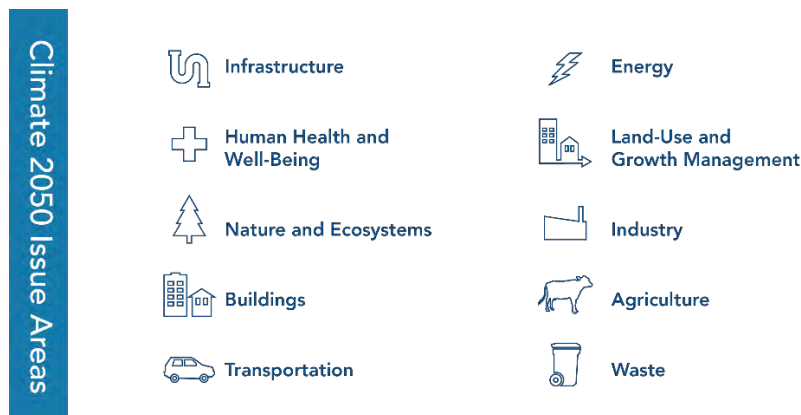 Climate 2050 Issue Areas
Infrastructure
Human Health and
Well-Being
Nature and Ecosystems
Buildings
Transportation
Energy
Land-Use and
Growth Management
Industry
Agriculture
Waste